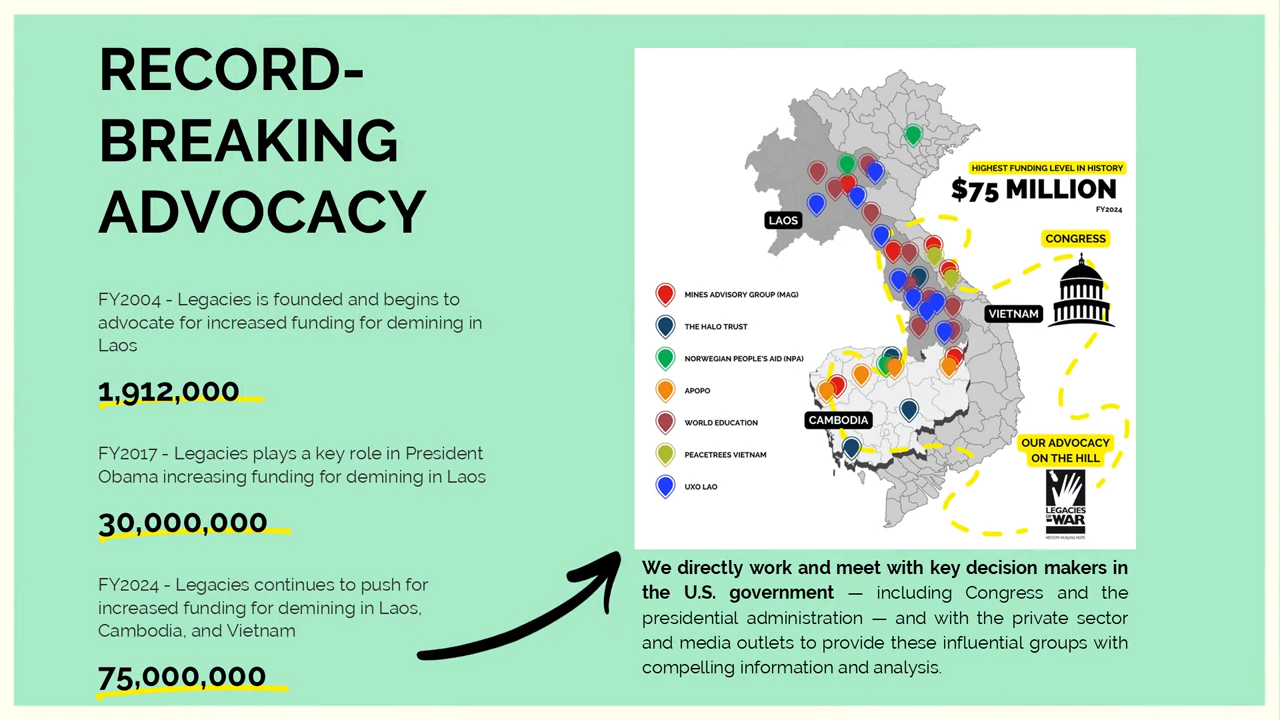 RECORD-
BREAKING
ADVOCACY
FY2004 - Legacies is founded and begins to
advocate for increased funding for demining in
Laos
1,912,000
FY2017 - Legacies plays a key role in President
Obama increasing funding for demining in Laos
30,000,000
FY2024 - Legacies continues to push for
increased funding for demining in Laos,
Cambodia, and Vietnam
75,000,000
HIGHEST FUNDING LEVEL IN HISTORY
$75 MILLION
FY2024
LAOS
CONGRESS
VIETNAM
MINES ADVISORY GROUP (MAG)
THE HALO TRUST
NORWEGIAN PEOPLE'S AID (NPA)
APOPO
WORLD EDUCATION
PEACETREES VIETNAM
UXO LAO
CAMBODIA
OUR ADVOCACY
ON THE HILL
LEGACIES
OF WAR
HISTORY·HEALING·HOPE
We directly work and meet with key decision makers in
the U.S. government — including Congress and the
presidential administration — and with the private sector
and media outlets to provide these influential groups with
compelling information and analysis.